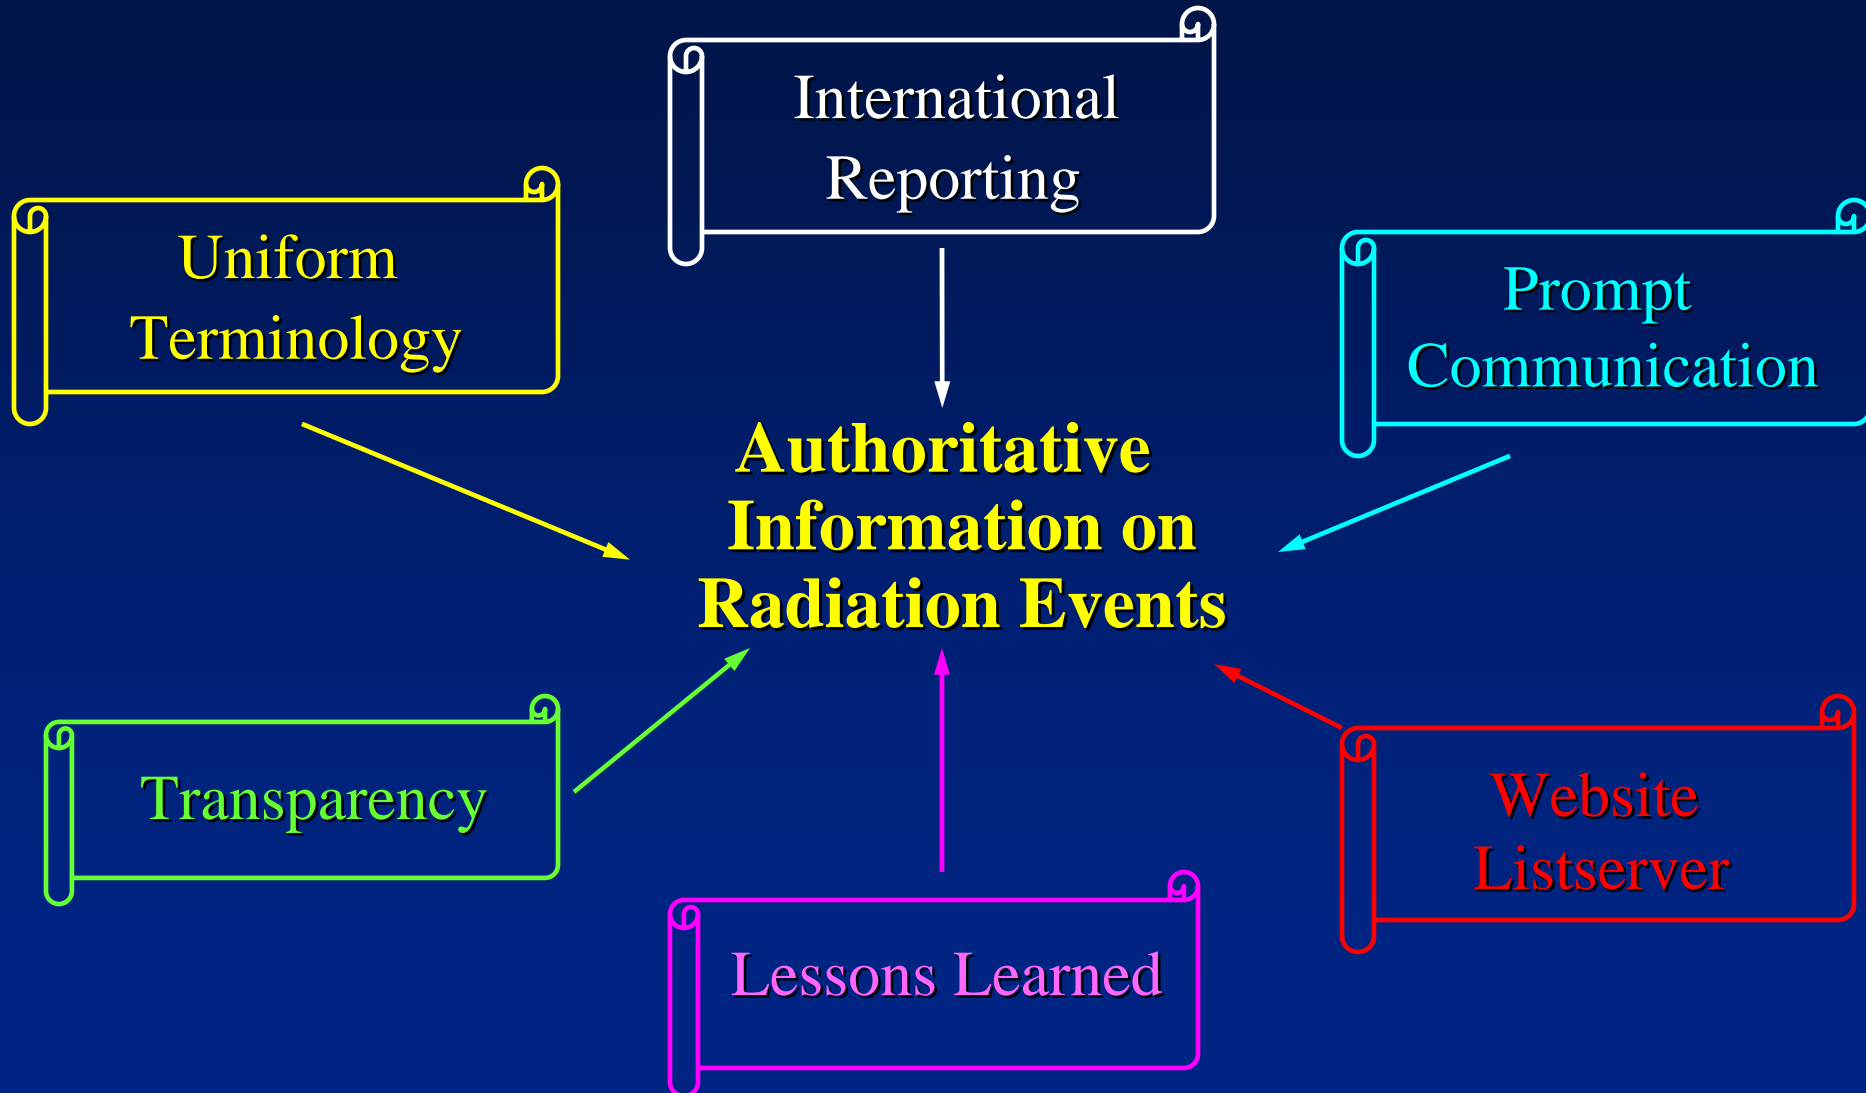 International
Reporting
Uniform
Terminology
Prompt
Communication
Authoritative
Information on
Radiation Events
Transparency
Website
Listserver
Lessons Learned